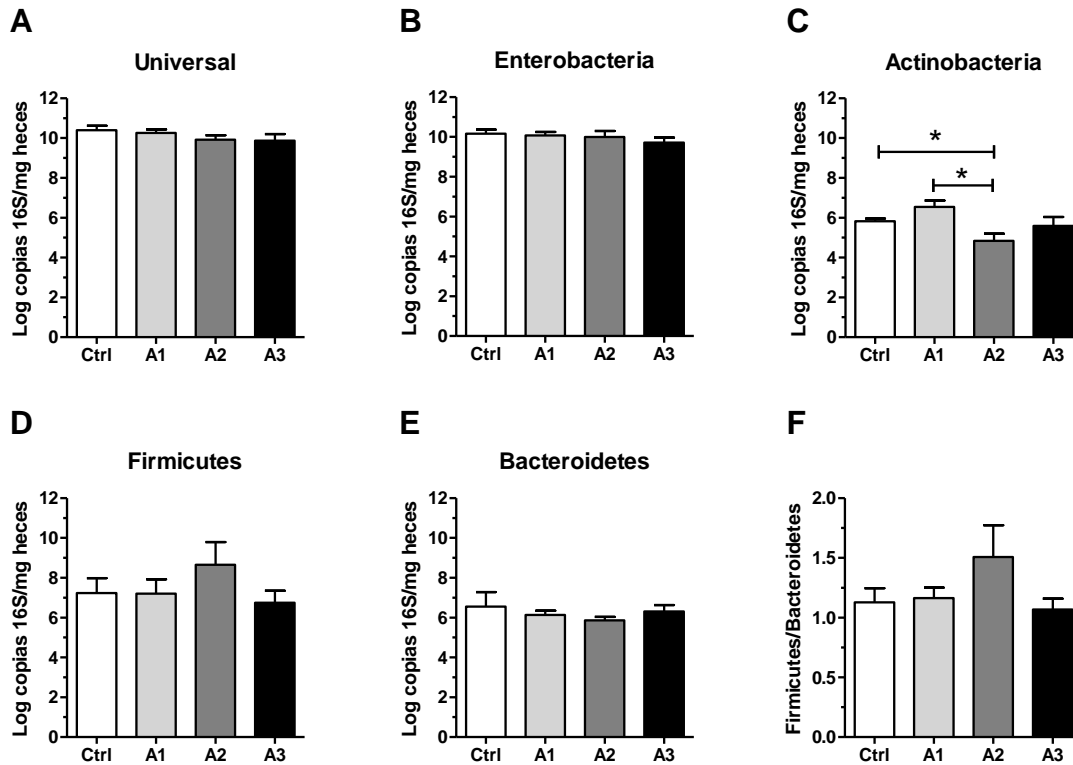 A
Universal
Log copias 16S/mg heces
12
10
8
6
4
2
0
Ctrl A1 A2 A3
B
Enterobacteria
Log copias 16S/mg heces
12
10
8
6
4
2
0
Ctrl A1 A2 A3
C
Actinobacteria
Log copias 16S/mg heces
12
10
8
6
4
2
0
*
*
Ctrl A1 A2 A3
D
Firmicutes
Log copias 16S/mg heces
12
10
8
6
4
2
0
Ctrl A1 A2 A3
E
Bacteroidetes
Log copias 16S/mg heces
12
10
8
6
4
2
0
Ctrl A1 A2 A3
F
Firmicutes/Bacteroidetes
2.0
1.5
1.0
0.5
0.0
Ctrl A1 A2 A3